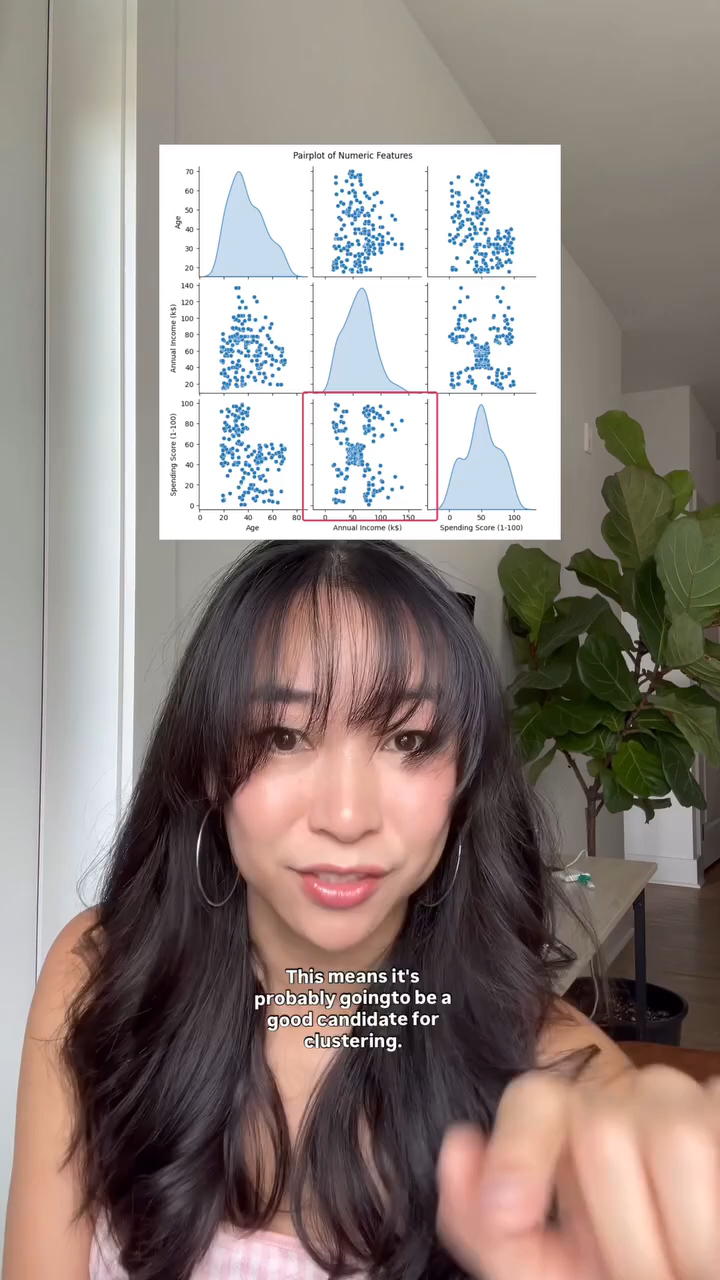 Pairplot of Numeric Features
70
60
50
40
30
20
Age
140
120
100
80
60
40
20
Annual Income (k$)
100
80
60
40
20
0
Spending Score (1-100)
0 20 40 60 80
Age
0 50 100 150
Annual Income (k$)
0 50 100
Spending Score (1-100)
This means it's
probably goingto be a
good candidate for
clustering.